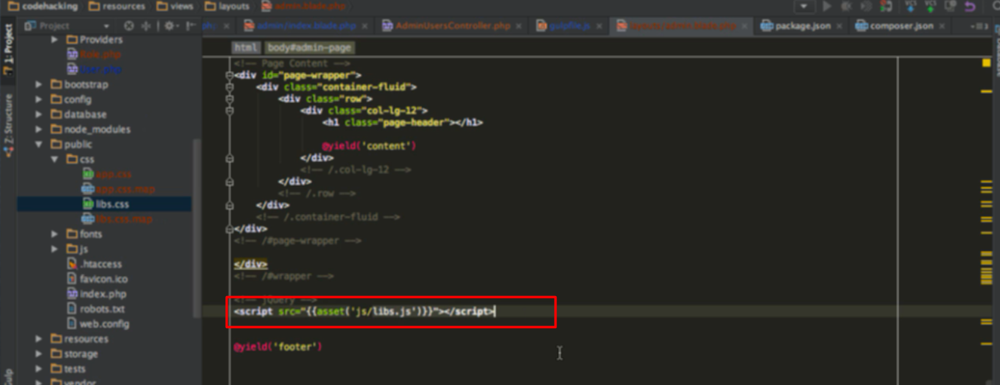 codehacking resources views layouts admin.blade.php
1: Project
Project
admin/index.blade.php
AdminUsersController.php
gulpfile.js
layouts/admin.blade.php
package.json
composer.json
Providers
Role.php
User.php
bootstrap
config
database
node_modules
public
css
app.css
app.css.map
libs.css
libs.css.map
fonts
js
.htaccess
favicon.ico
index.php
robots.txt
web.config
resources
storage
tests
vendor
Z: Structure
html body#admin-page
<!-- Page Content -->
<div id="page-wrapper">
<div class="container-fluid">
<div class="row">
<div class="col-lg-12">
<h1 class="page-header"></h1>
@yield('content')
</div>
<!-- /.col-lg-12 -->
</div>
<!-- /.row -->
</div>
<!-- /.container-fluid -->
</div>
<!-- /#page-wrapper -->
</div>
<!-- /#wrapper -->
<!-- jQuery -->
<script src="{{asset('js/libs.js')}}"></script>
@yield('footer')
VCS VCS